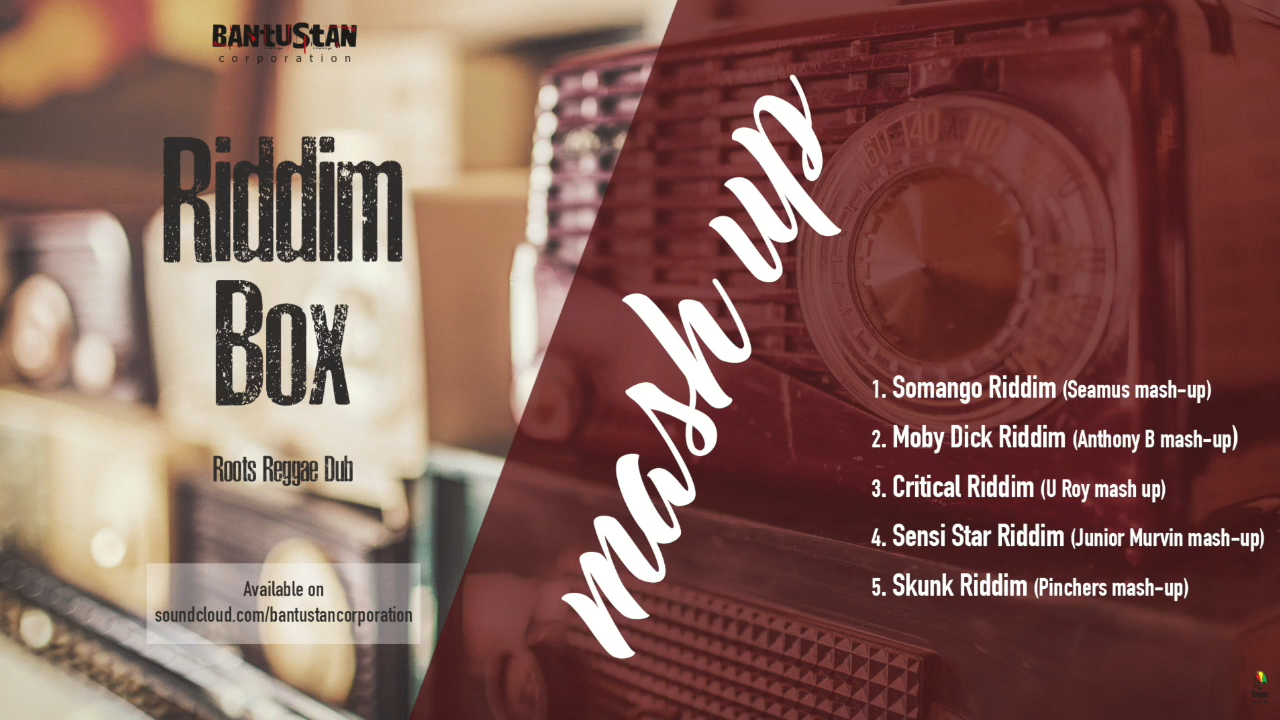 BANtUStAN
corporation
Riddim
Box
Roots Reggae Dub
Available on
soundcloud.com/bantustancorporation
mash up
60 140
1. Somango Riddim (Seamus mash-up)
2. Moby Dick Riddim (Anthony B mash-up)
3. Critical Riddim (U Roy mash up)
4. Sensi Star Riddim (Junior Murvin mash-up)
5. Skunk Riddim (Pinchers mash-up)